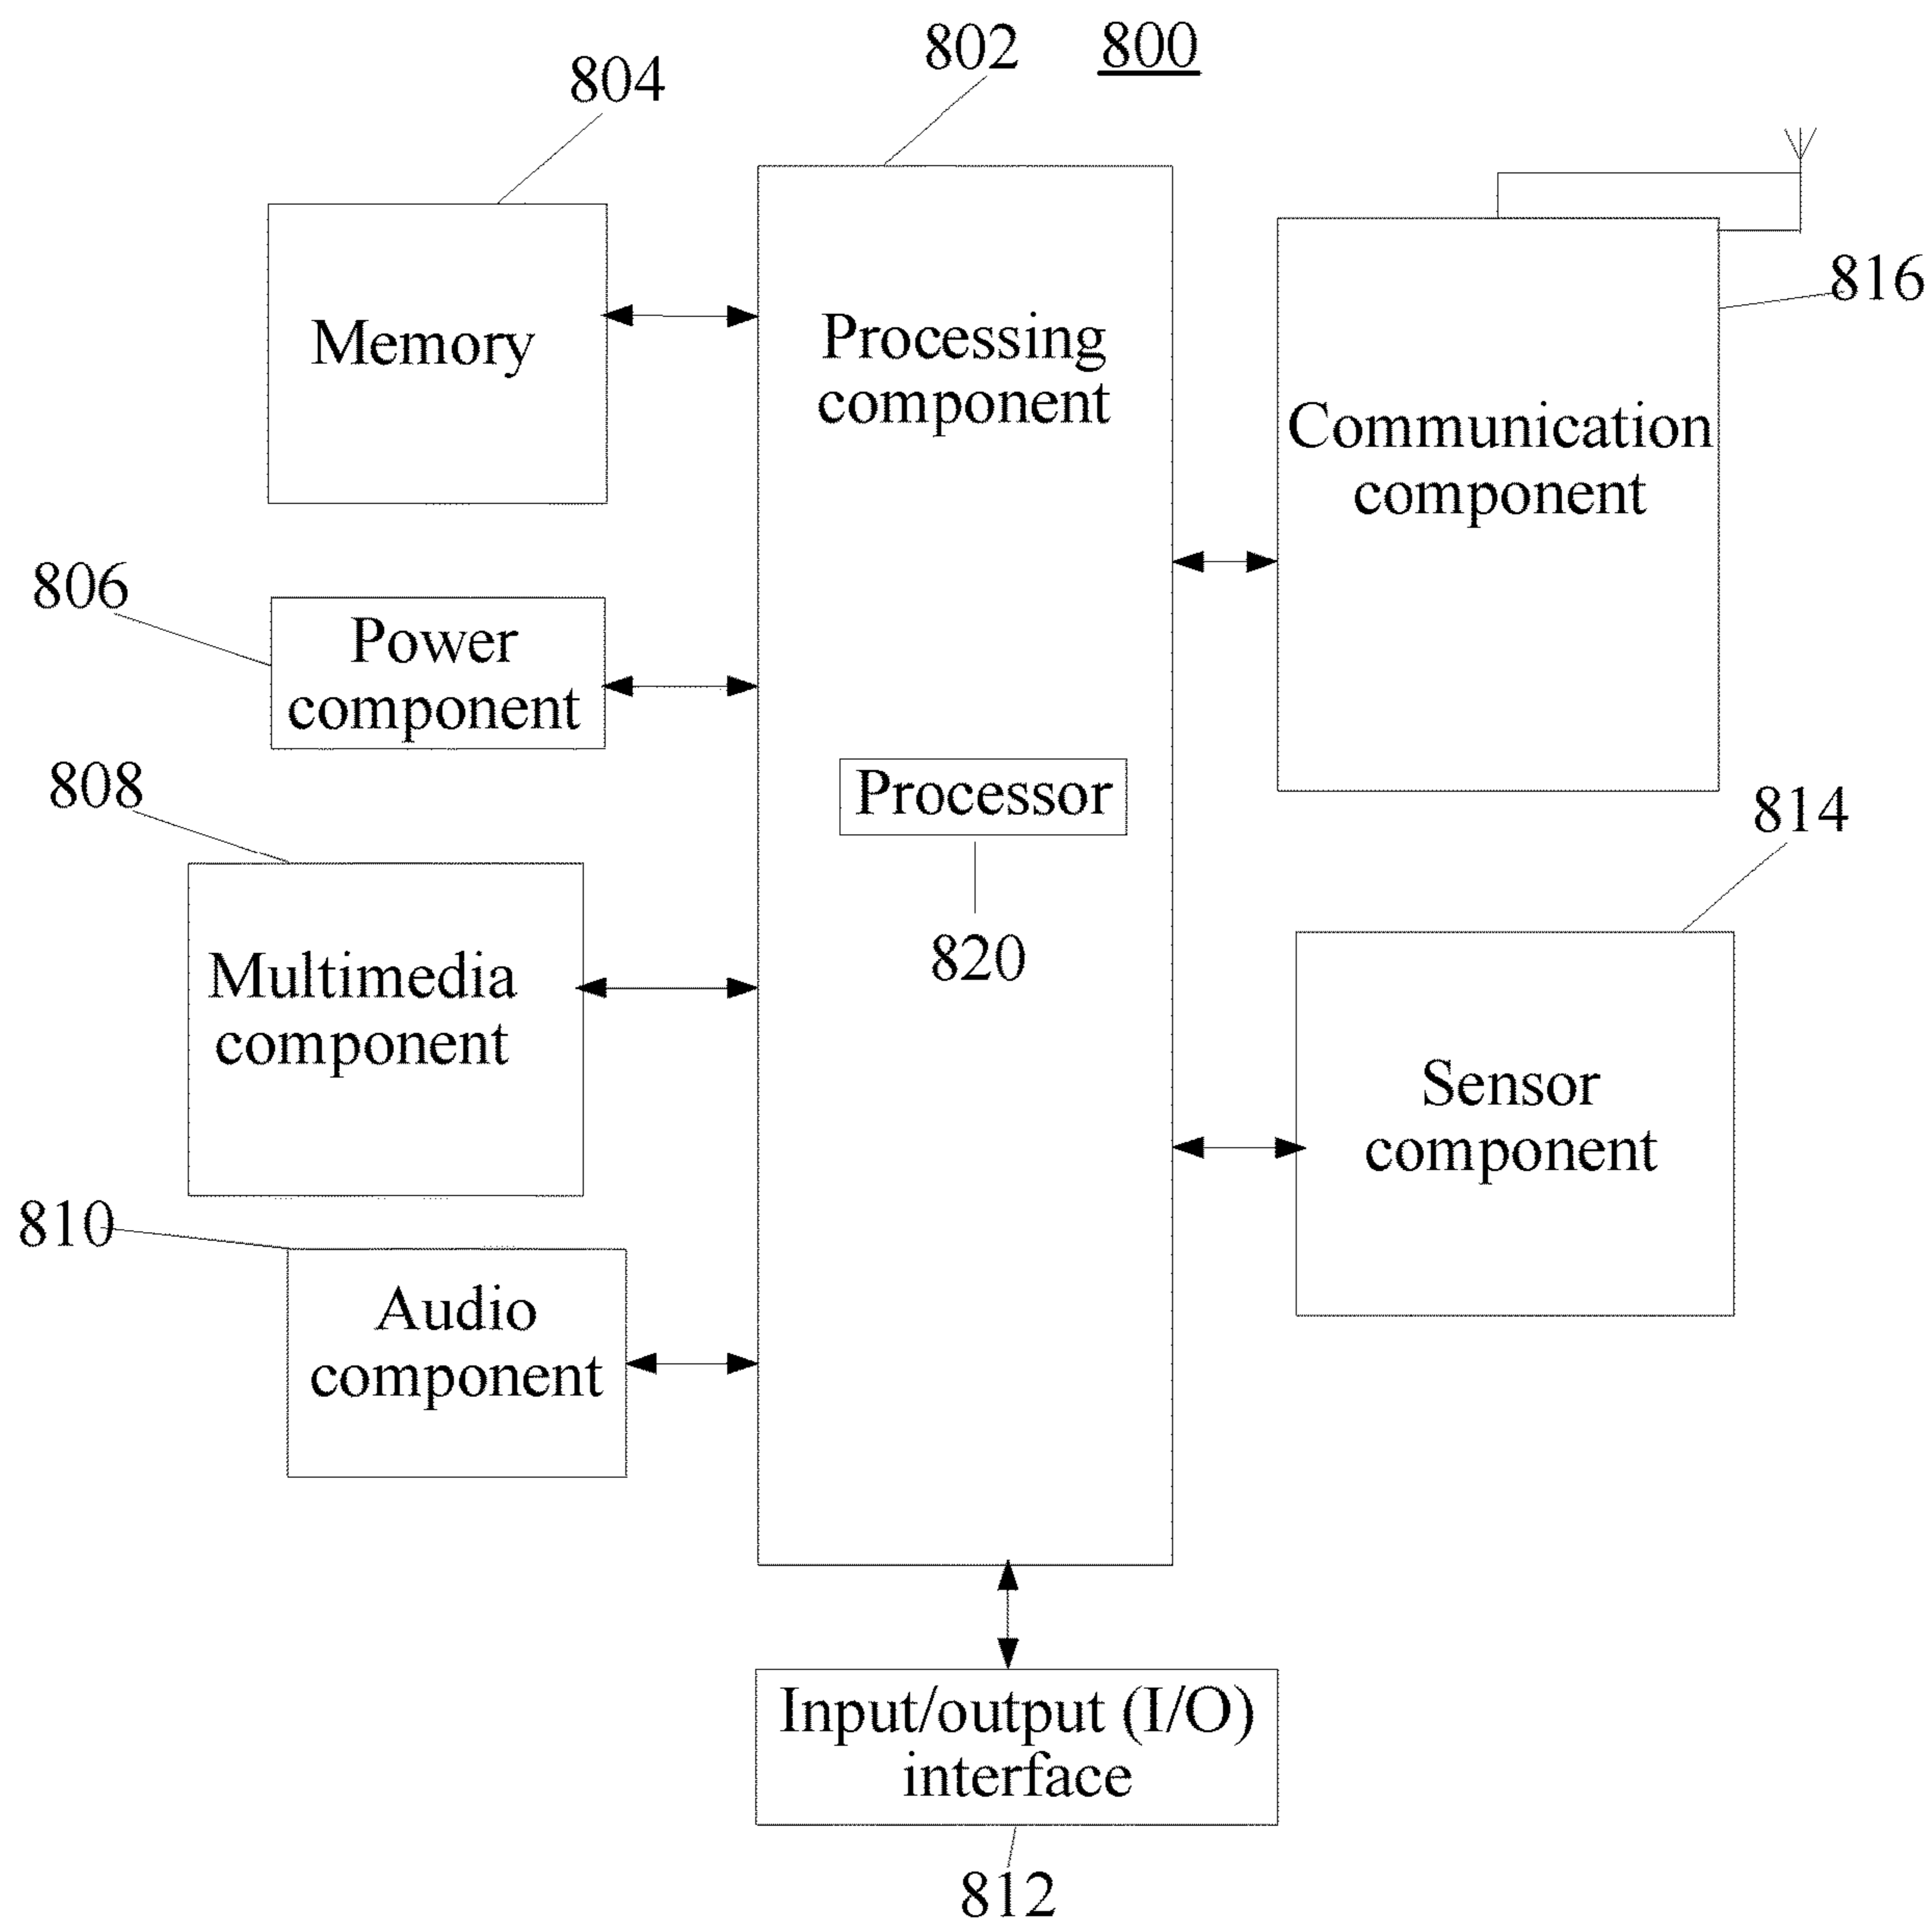 802
800
804
816
Memory
Processing
component
Communication
component
806
Power
component
808
Processor
820
814
Multimedia
component
Sensor
component
810
Audio
component
Input/output (I/O)
interface
812